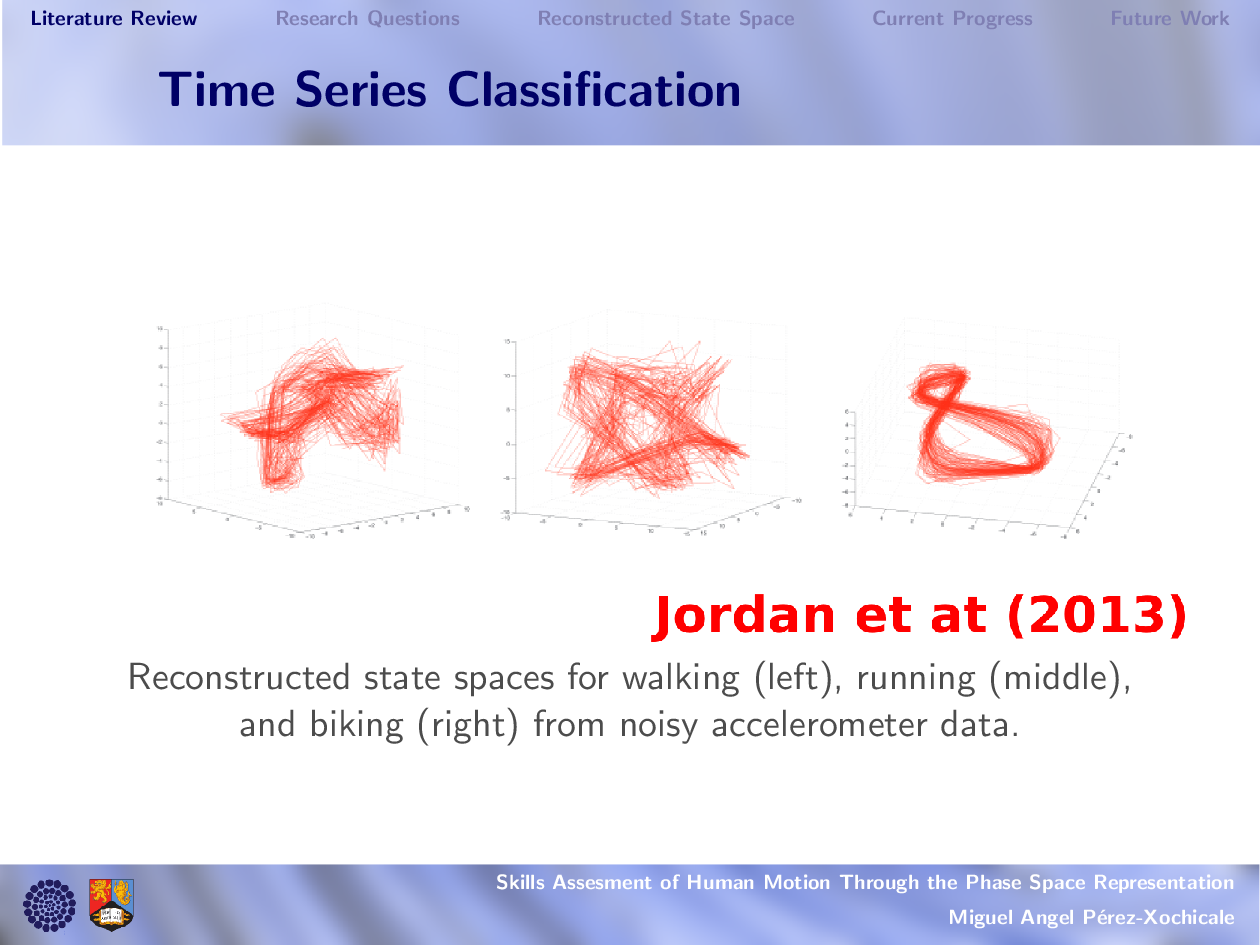 Literature Review Research Questions Reconstructed State Space Current Progress Future Work
Time Series Classification
Jordan et at (2013)
Reconstructed state spaces for walking (left), running (middle),
and biking (right) from noisy accelerometer data.
Skills Assesment of Human Motion Through the Phase Space Representation
Miguel Angel Pérez-Xochicale